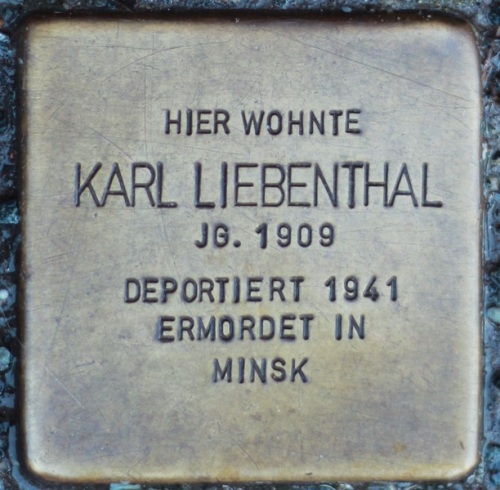 HIER WOHNTE
KARL LIEBENTHAL
JG. 1909
DEPORTIERT 1941
ERMORDET IN
MINSK